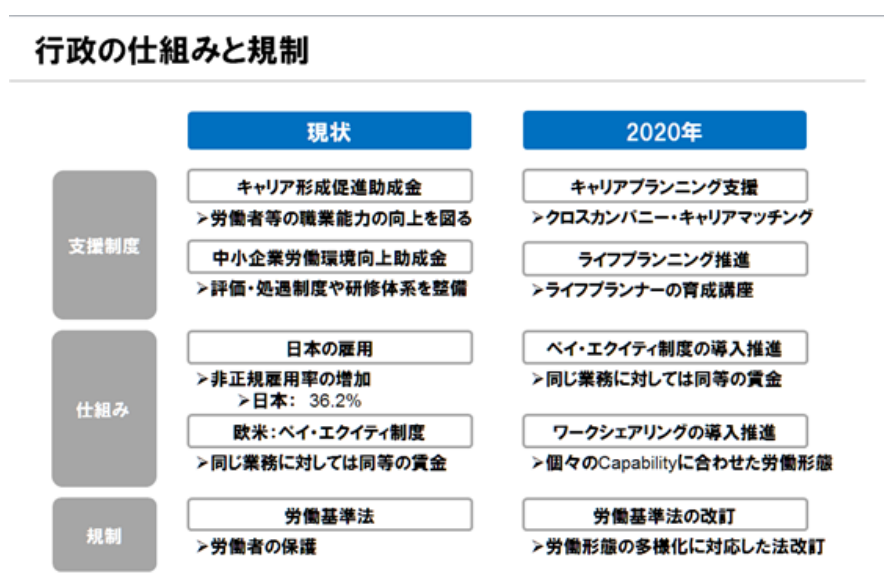 行政の仕組みと規制
現状
2020年
支援制度
キャリア形成促進助成金
➢労働者等の職業能力の向上を図る
中小企業労働環境向上助成金
➢評価・処遇制度や研修体系を整備
キャリアプランニング支援
➢クロスカンパニー・キャリアマッチング
ライフプランニング推進
➢ライフプランナーの育成講座
仕組み
日本の雇用
➢非正規雇用率の増加
➢日本： 36.2%
欧米：ペイ・エクイティ制度
➢同じ業務に対しては同等の賃金
ペイ・エクイティ制度の導入推進
➢同じ業務に対しては同等の賃金
ワークシェアリングの導入推進
➢個々のCapabilityに合わせた労働形態
規制
労働基準法
➢労働者の保護
労働基準法の改訂
➢労働形態の多様化に対応した法改訂